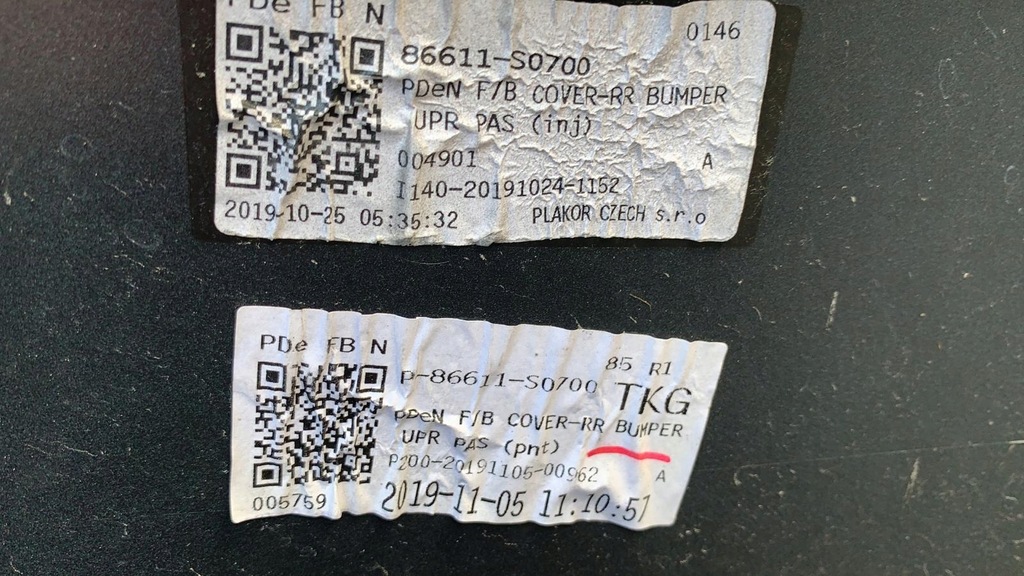 PDe FB N
0146
86611-S0700
PDeN F/B COVER-RR BUMPER
UPR PAS (inj)
004901 A
I140-20191024-1152
2019-10-25 05:35:32 PLAKOR CZECH s.r.o
PDe FB N
85 R1
P-86611-S0700 TKG
PDeN F/B COVER-RR BUMPER
UPR PAS (pnt)
P200-20191105-00962 A
005759 2019-11-05 11:10:57